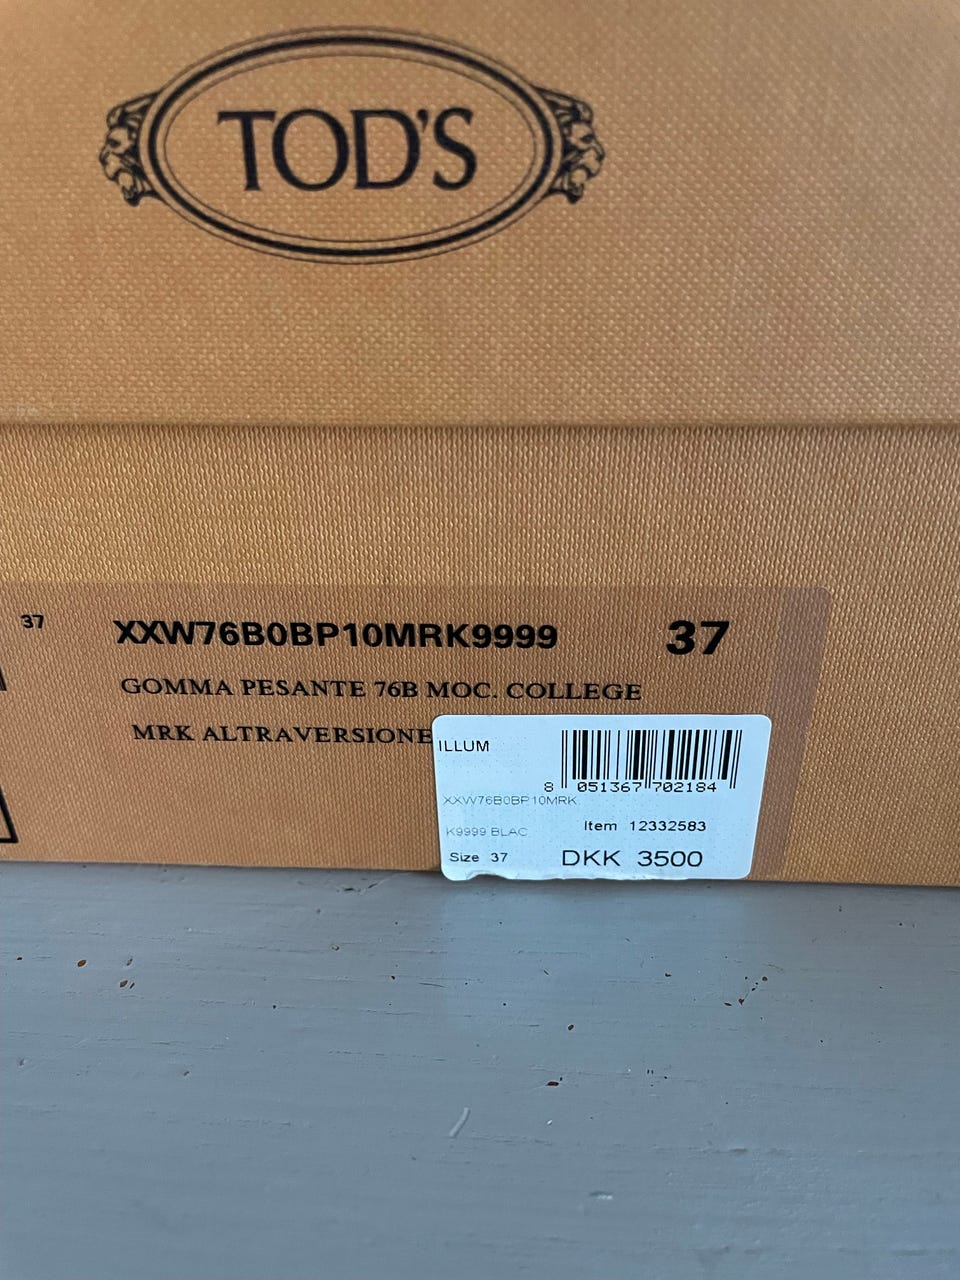 TOD'S
37
XXW76B0BP10MRK9999
37
GOMMA PESANTE 76B MOC. COLLEGE
MRK ALTRAVERSIONE
ILLUM
8 051367 702184
XXW76B0BP10MRK
K9999 BLAC
Item 12332583
Size 37
DKK 3500